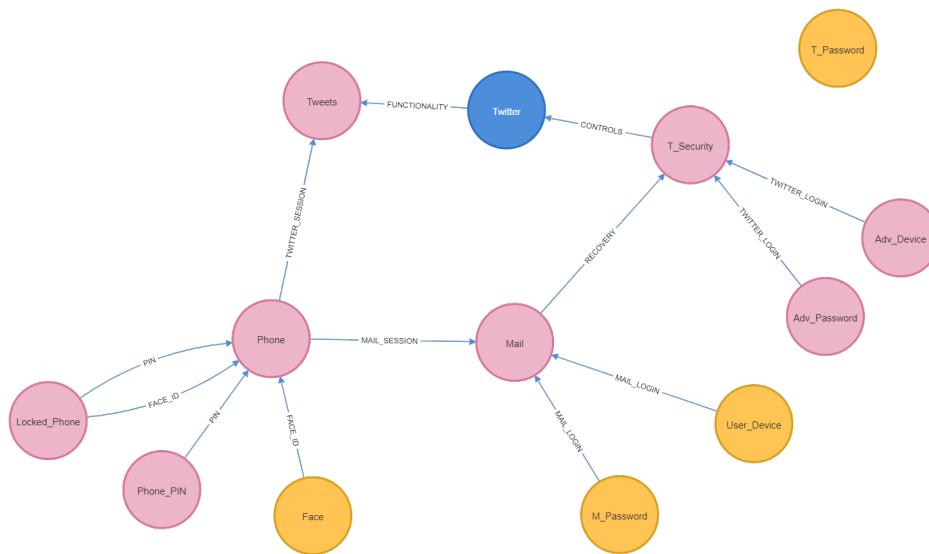 T_Password
Tweets
FUNCTIONALITY
Twitter
CONTROLS
T_Security
TWITTER_LOGIN
TWITTER_LOGIN
Adv_Device
Adv_Password
TWITTER_SESSION
RECOVERY
Phone
MAIL_SESSION
Mail
PIN
FACE_ID
Locked_Phone
PIN
FACE_ID
MAIL_LOGIN
MAIL_LOGIN
User_Device
Phone_PIN
Face
M_Password